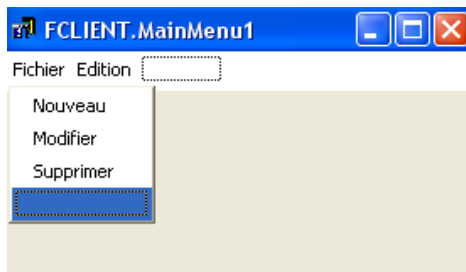 FCLIENT.MainMenu1
Fichier Edition
Nouveau
Modifier
Supprimer